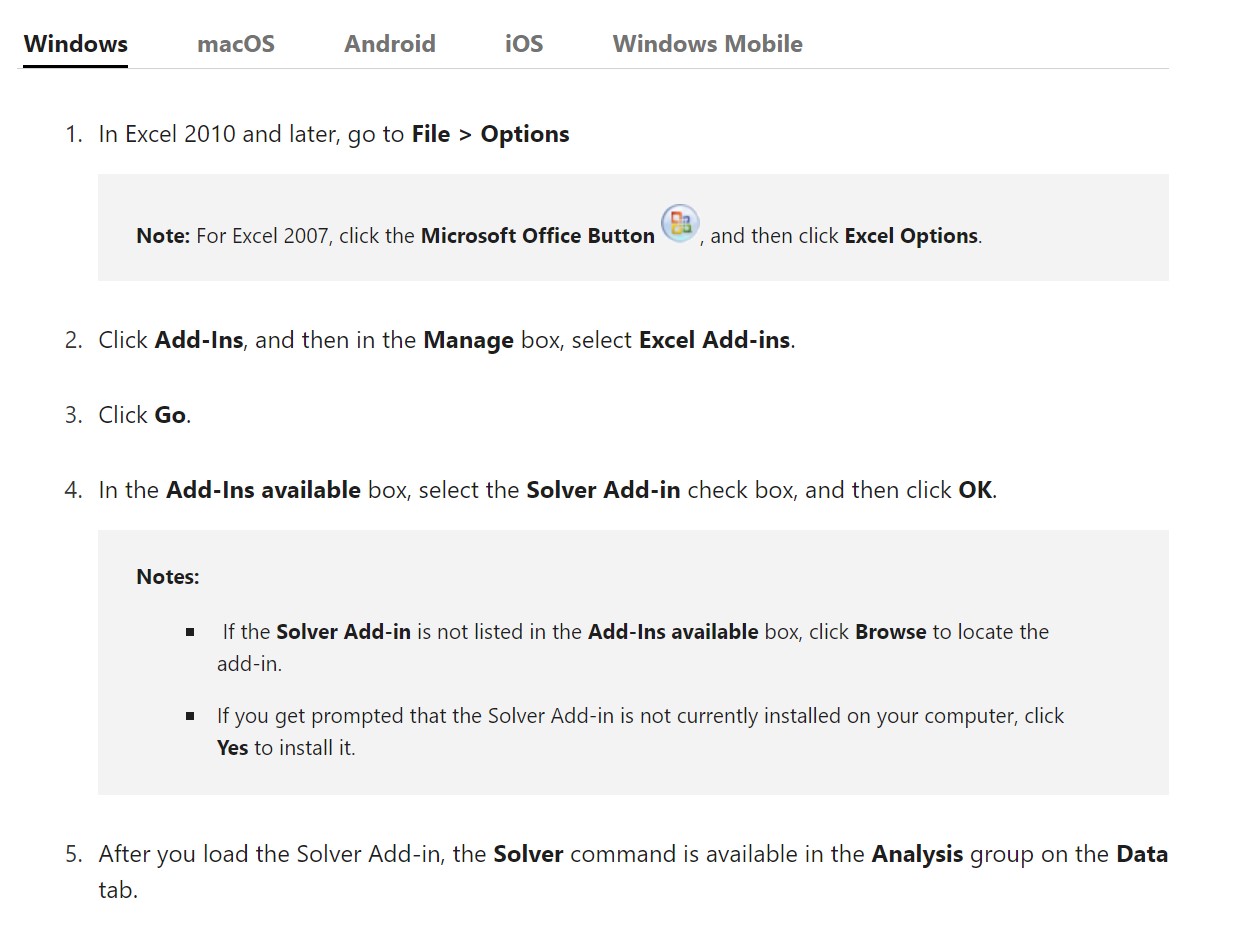 Windows macOS Android iOS Windows Mobile
1. In Excel 2010 and later, go to File > Options
Note: For Excel 2007, click the Microsoft Office Button , and then click Excel Options.
2. Click Add-Ins, and then in the Manage box, select Excel Add-ins.
3. Click Go.
4. In the Add-Ins available box, select the Solver Add-in check box, and then click OK.
Notes:
▪ If the Solver Add-in is not listed in the Add-Ins available box, click Browse to locate the
add-in.
▪ If you get prompted that the Solver Add-in is not currently installed on your computer, click
Yes to install it.
5. After you load the Solver Add-in, the Solver command is available in the Analysis group on the Data
tab.